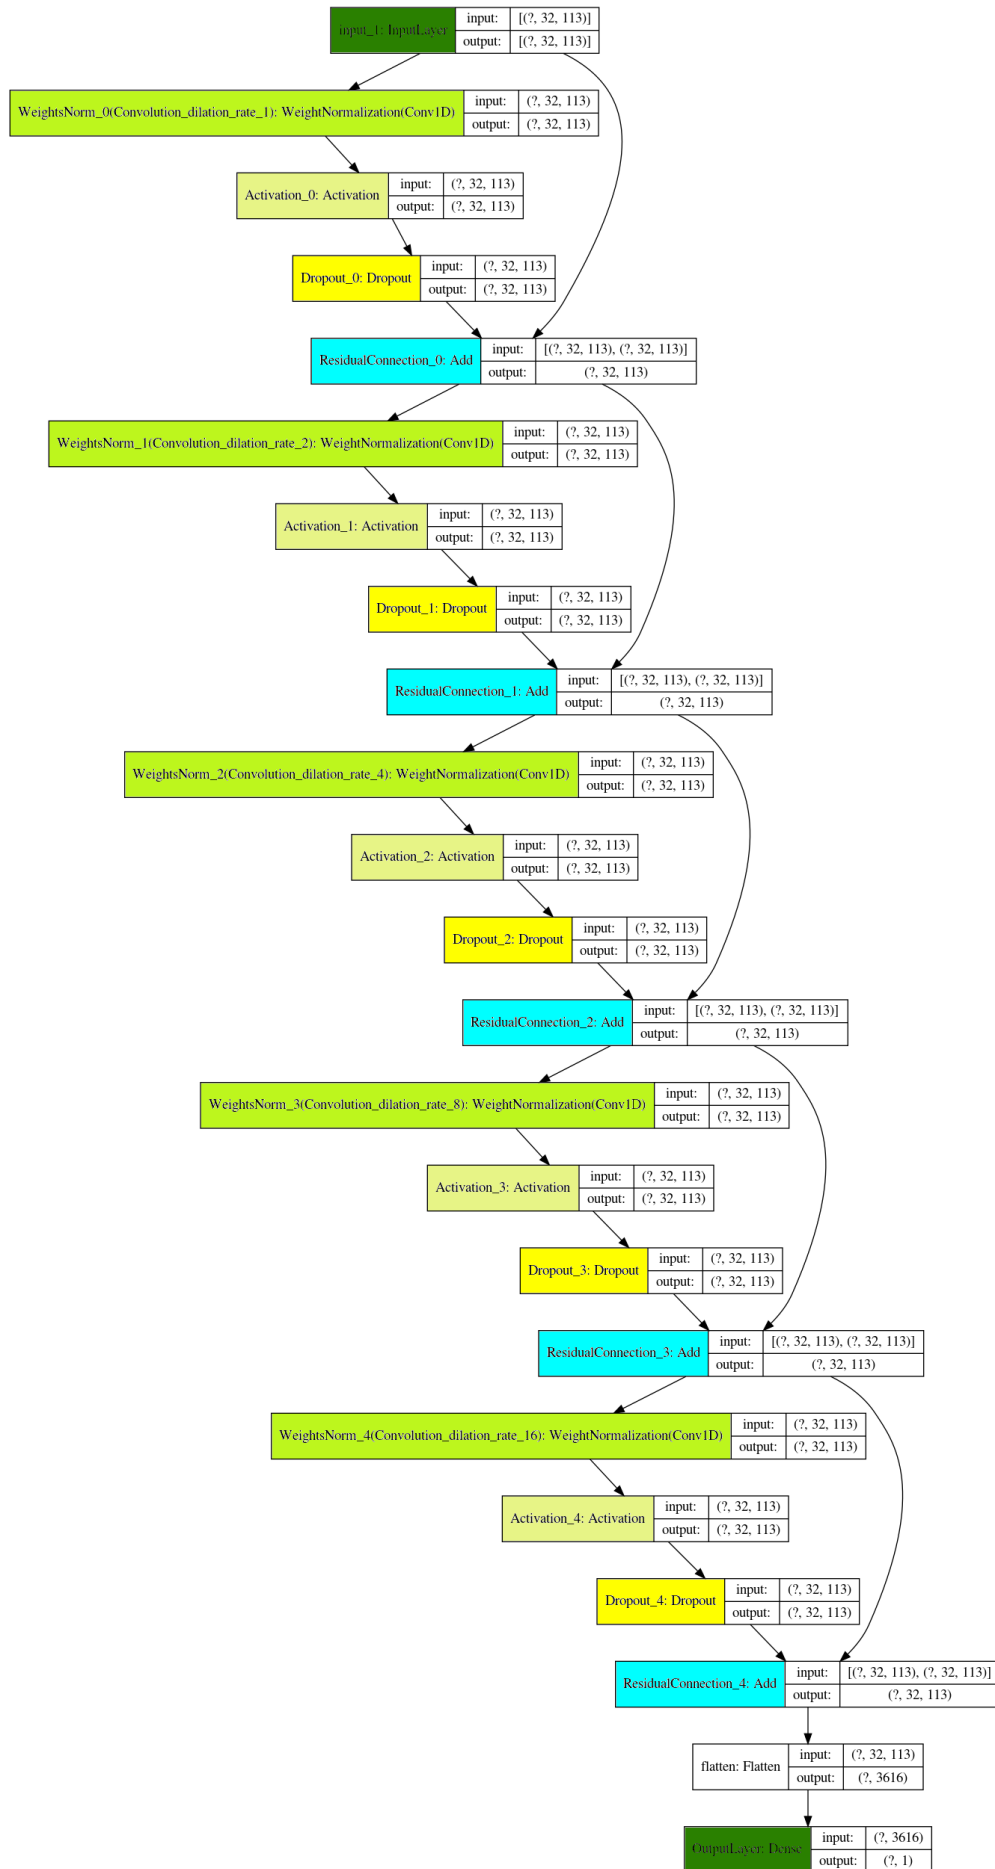 input_1: InputLayer
input: [(?, 32, 113)]
output: [(?, 32, 113)]
WeightsNorm_0(Convolution_dilation_rate_1): WeightNormalization(Conv1D)
input: (?, 32, 113)
output: (?, 32, 113)
Activation_0: Activation
input: (?, 32, 113)
output: (?, 32, 113)
Dropout_0: Dropout
input: (?, 32, 113)
output: (?, 32, 113)
ResidualConnection_0: Add
input: [(?, 32, 113), (?, 32, 113)]
output: (?, 32, 113)
WeightsNorm_1(Convolution_dilation_rate_2): WeightNormalization(Conv1D)
input: (?, 32, 113)
output: (?, 32, 113)
Activation_1: Activation
input: (?, 32, 113)
output: (?, 32, 113)
Dropout_1: Dropout
input: (?, 32, 113)
output: (?, 32, 113)
ResidualConnection_1: Add
input: [(?, 32, 113), (?, 32, 113)]
output: (?, 32, 113)
WeightsNorm_2(Convolution_dilation_rate_4): WeightNormalization(Conv1D)
input: (?, 32, 113)
output: (?, 32, 113)
Activation_2: Activation
input: (?, 32, 113)
output: (?, 32, 113)
Dropout_2: Dropout
input: (?, 32, 113)
output: (?, 32, 113)
ResidualConnection_2: Add
input: [(?, 32, 113), (?, 32, 113)]
output: (?, 32, 113)
WeightsNorm_3(Convolution_dilation_rate_8): WeightNormalization(Conv1D)
input: (?, 32, 113)
output: (?, 32, 113)
Activation_3: Activation
input: (?, 32, 113)
output: (?, 32, 113)
Dropout_3: Dropout
input: (?, 32, 113)
output: (?, 32, 113)
ResidualConnection_3: Add
input: [(?, 32, 113), (?, 32, 113)]
output: (?, 32, 113)
WeightsNorm_4(Convolution_dilation_rate_16): WeightNormalization(Conv1D)
input: (?, 32, 113)
output: (?, 32, 113)
Activation_4: Activation
input: (?, 32, 113)
output: (?, 32, 113)
Dropout_4: Dropout
input: (?, 32, 113)
output: (?, 32, 113)
ResidualConnection_4: Add
input: [(?, 32, 113), (?, 32, 113)]
output: (?, 32, 113)
flatten: Flatten
input: (?, 32, 113)
output: (?, 3616)
OutputLayer: Dense
input: (?, 3616)
output: (?, 1)